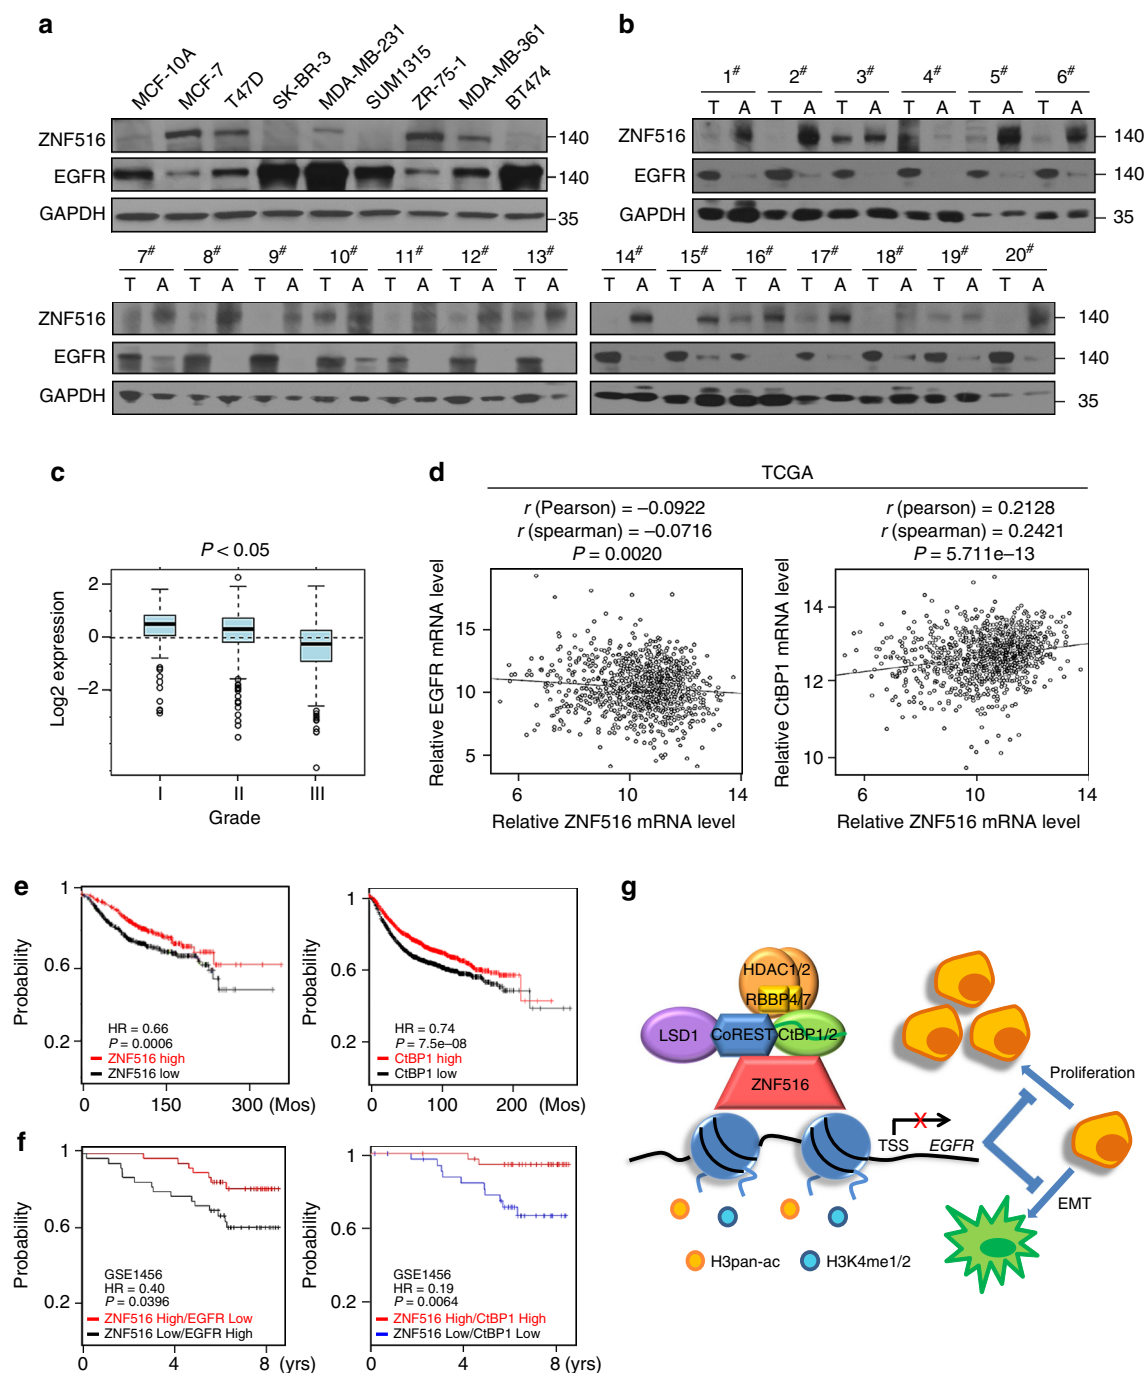 a
MCF-10A MCF-7 T47D SK-BR-3 MDA-MB-231 SUM1315 ZR-75-1 MDA-MB-361 BT474
ZNF516 140
EGFR 140
GAPDH 35
b
1# 2# 3# 4# 5# 6#
T A T A T A T A T A T A
ZNF516 140
EGFR 140
GAPDH 35
7# 8# 9# 10# 11# 12# 13#
T A T A T A T A T A T A T A
14# 15# 16# 17# 18# 19# 20#
T A T A T A T A T A T A T A
ZNF516 140
EGFR 140
GAPDH 35
c
P < 0.05
Log2 expression
2
0
−2
I II III
Grade
d
TCGA
r (Pearson) = −0.0922
r (spearman) = −0.0716
P = 0.0020
Relative EGFR mRNA level
15
10
5
6 10 14
Relative ZNF516 mRNA level
r (pearson) = 0.2128
r (spearman) = 0.2421
P = 5.711e−13
Relative CtBP1 mRNA level
14
12
10
6 10 14
Relative ZNF516 mRNA level
e
Probability
1
0.6
0.2
HR = 0.66
P = 0.0006
ZNF516 high
ZNF516 low
0 150 300 (Mos)
Probability
1
0.6
0.2
HR = 0.74
P = 7.5e−08
CtBP1 high
CtBP1 low
0 100 200 (Mos)
f
Probability
1
0.6
0.2
GSE1456
HR = 0.40
P = 0.0396
ZNF516 High/EGFR Low
ZNF516 Low/EGFR High
0 4 8 (yrs)
Probability
1
0.6
0.2
GSE1456
HR = 0.19
P = 0.0064
ZNF516 High/CtBP1 High
ZNF516 Low/CtBP1 Low
0 4 8 (yrs)
g
HDAC1/2
RBBP4/7
LSD1 CoREST CtBP1/2
ZNF516
TSS EGFR
X
Proliferation
EMT
H3pan-ac H3K4me1/2